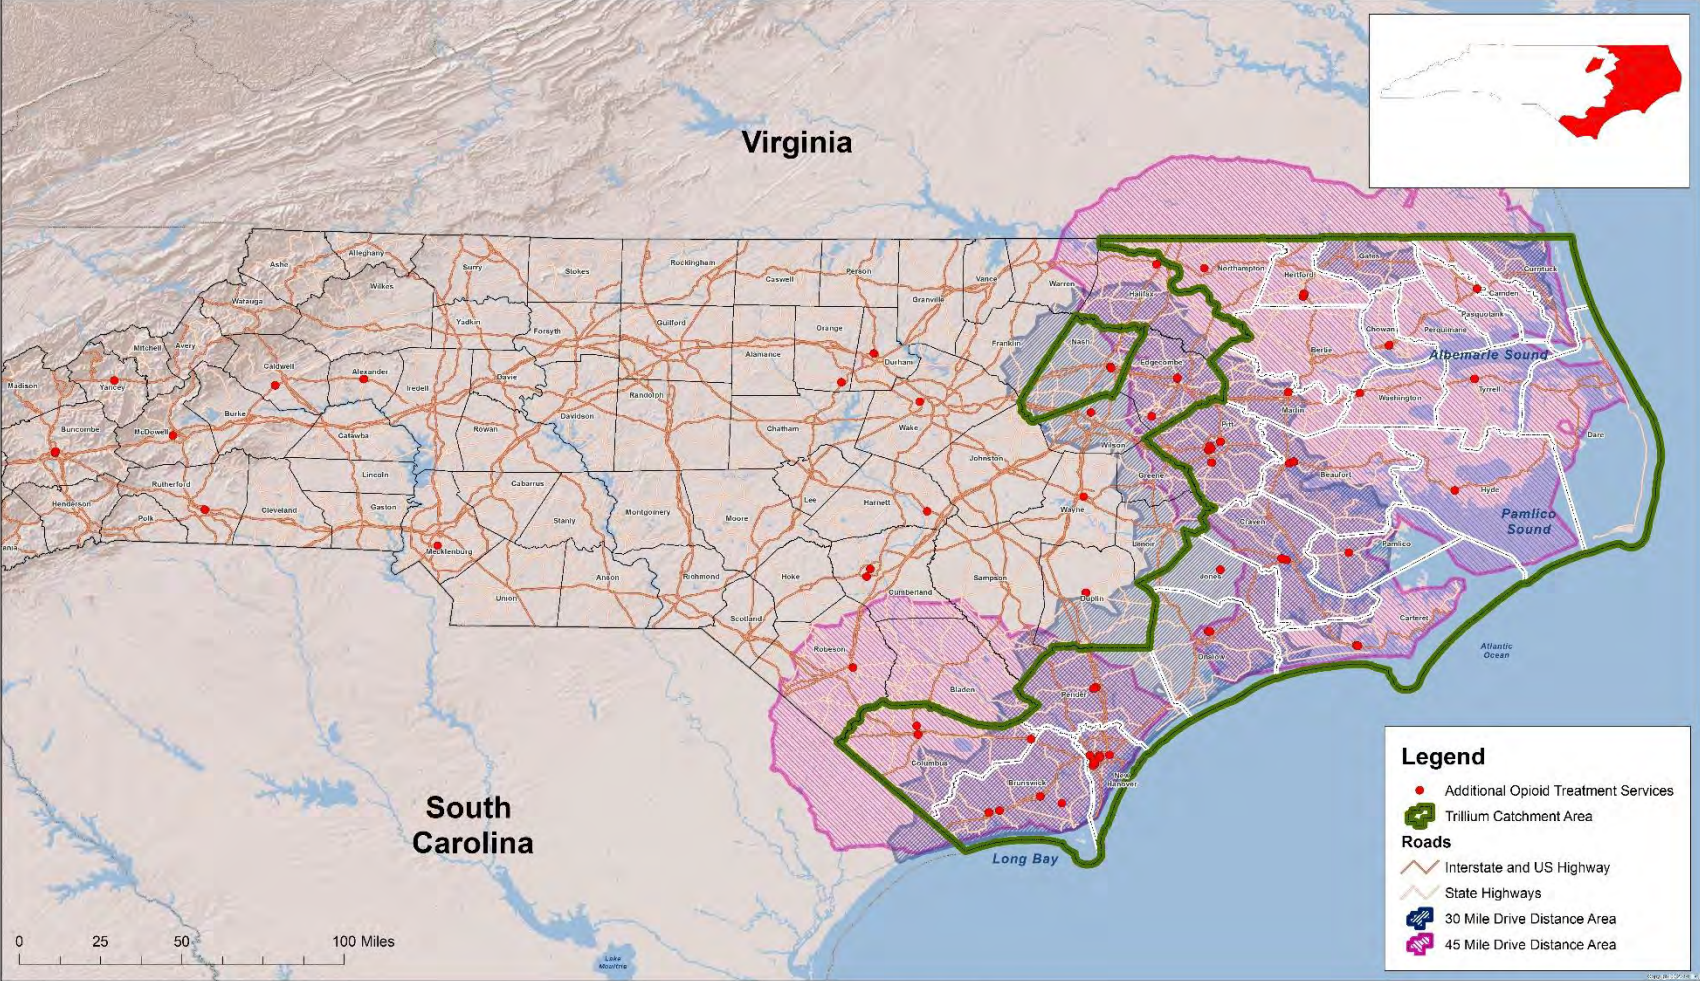 Virginia
Ashe
Alleghany
Surry
Stokes
Rockingham
Caswell
Person
Vance
Warren
Northampton
Gates
Hertford
Currituck
Wilkes
Granville
Halifax
Camden
Watauga
Pasquotank
Yadkin
Forsyth
Guilford
Orange
Franklin
Nash
Chowan
Perquimans
Mitchell
Avery
Alamance
Durham
Edgecombe
Bertie
Albemarle Sound
Caldwell
Alexander
Iredell
Davie
Madison
Yancey
Randolph
Tyrrell
Washington
Burke
Davidson
Martin
Buncombe
McDowell
Catawba
Rowan
Chatham
Wake
Pitt
Dare
Wilson
Johnston
Lincoln
Greene
Beaufort
Rutherford
Cabarrus
Hyde
Henderson
Polk
Cleveland
Gaston
Stanly
Montgomery
Moore
Lee
Harnett
Wayne
Craven
Pamlico
Sound
ania
Mecklenburg
Lenoir
Pamlico
Union
Anson
Richmond
Hoke
Cumberland
Sampson
Duplin
Jones
Scotland
Carteret
Robeson
Onslow
Atlantic
Ocean
Bladen
Pender
Columbus
Brunswick
New
Hanover
South
Carolina
Long Bay
Lake
Moultrie
0 25 50 100 Miles
Legend
Additional Opioid Treatment Services
Trillium Catchment Area
Roads
Interstate and US Highway
State Highways
30 Mile Drive Distance Area
45 Mile Drive Distance Area